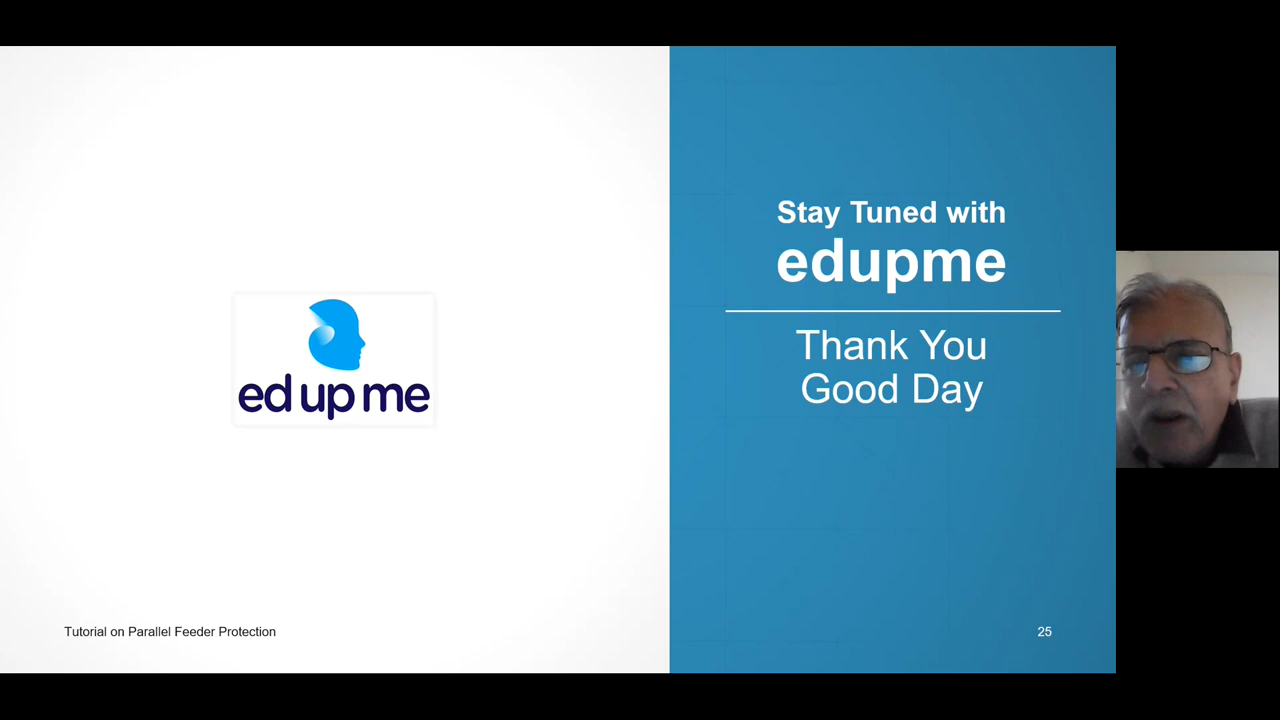 ed up me
Stay Tuned with
edupme
Thank You
Good Day
Tutorial on Parallel Feeder Protection
25